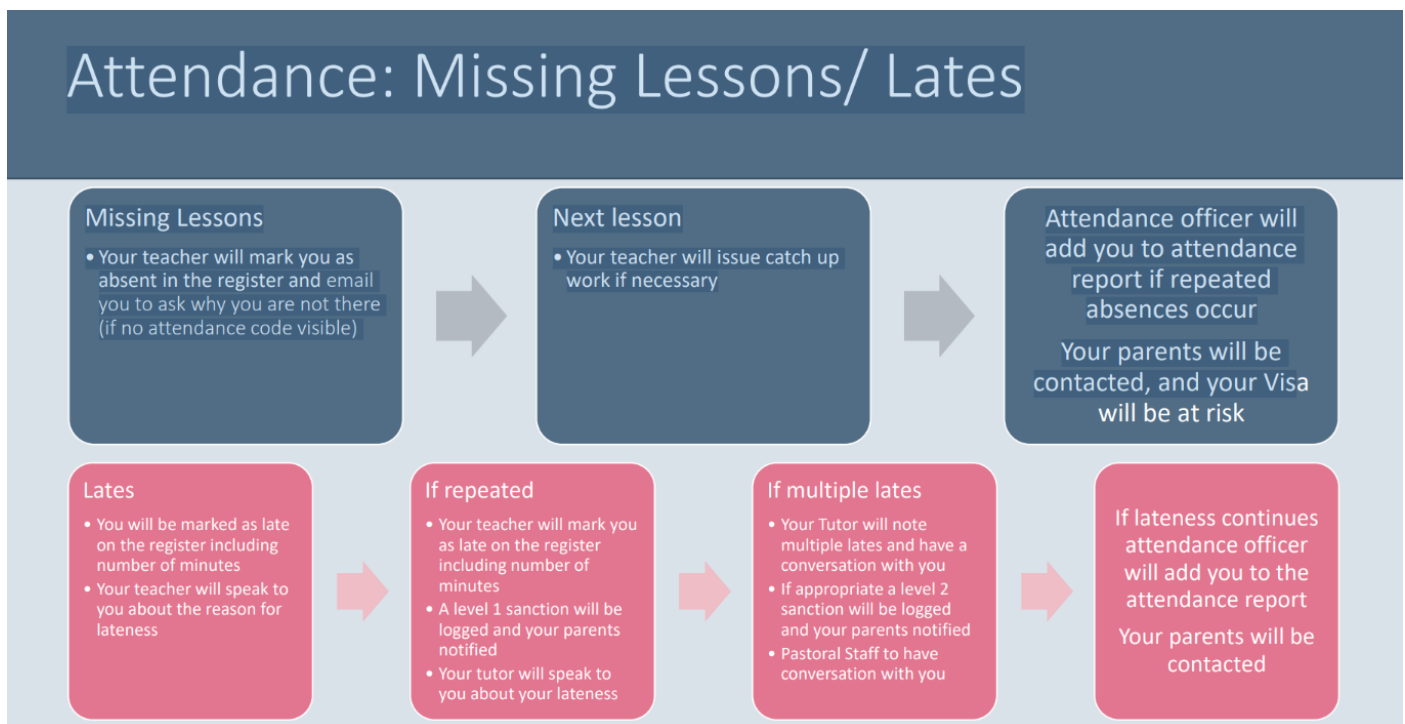 Attendance: Missing Lessons/ Lates
Missing Lessons
• Your teacher will mark you as
absent in the register and email
you to ask why you are not there
(if no attendance code visible)
Next lesson
• Your teacher will issue catch up
work if necessary
Attendance officer will
add you to attendance
report if repeated
absences occur
Your parents will be
contacted, and your Visa
will be at risk
Lates
• You will be marked as late
on the register including
number of minutes
• Your teacher will speak to
you about the reason for
lateness
If repeated
• Your teacher will mark you
as late on the register
including number of
minutes
• A level 1 sanction will be
logged and your parents
notified
• Your tutor will speak to
you about your lateness
If multiple lates
• Your Tutor will note
multiple lates and have a
conversation with you
• If appropriate a level 2
sanction will be logged
and your parents notified
• Pastoral Staff to have
conversation with you
If lateness continues
attendance officer
will add you to the
attendance report
Your parents will be
contacted